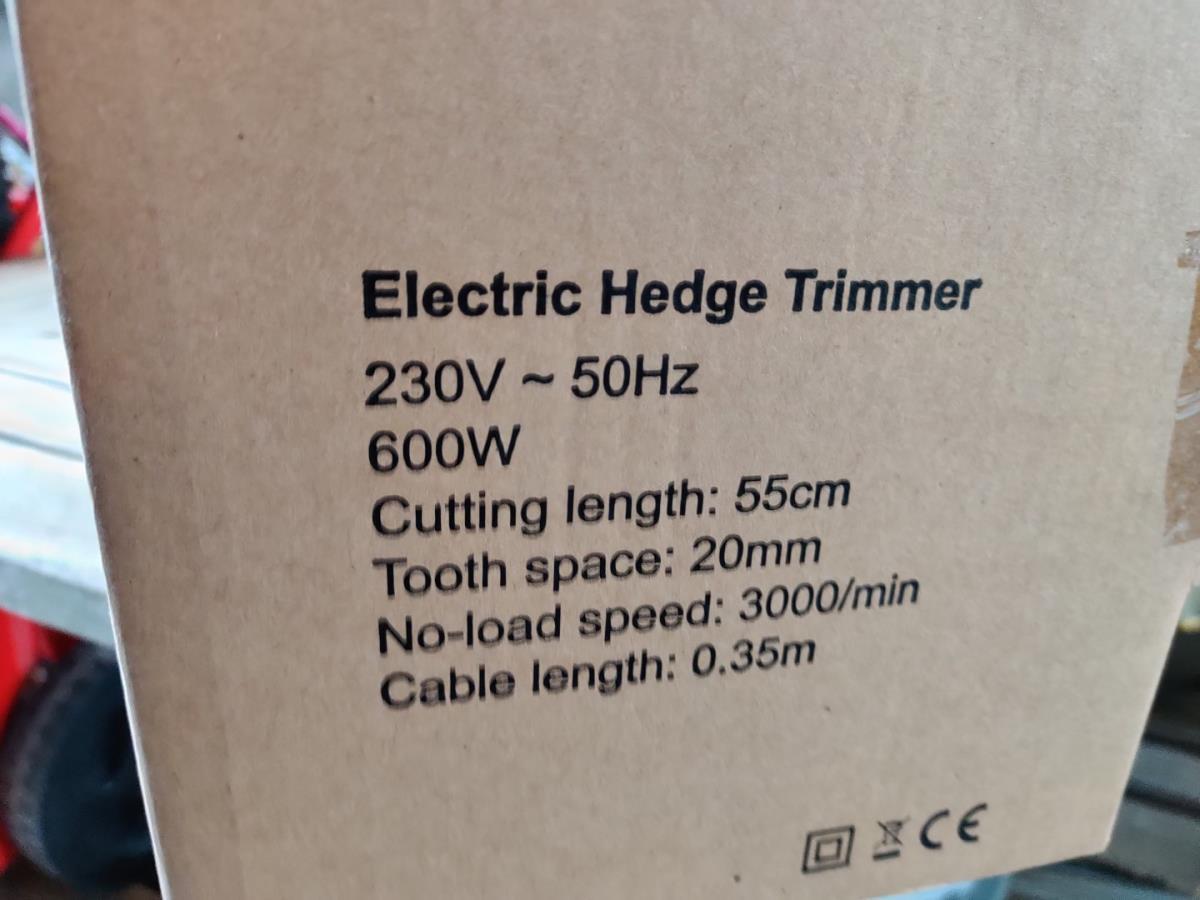 Electric Hedge Trimmer
230V ~ 50Hz
600W
Cutting length: 55cm
Tooth space: 20mm
No-load speed: 3000/min
Cable length: 0.35m
CE